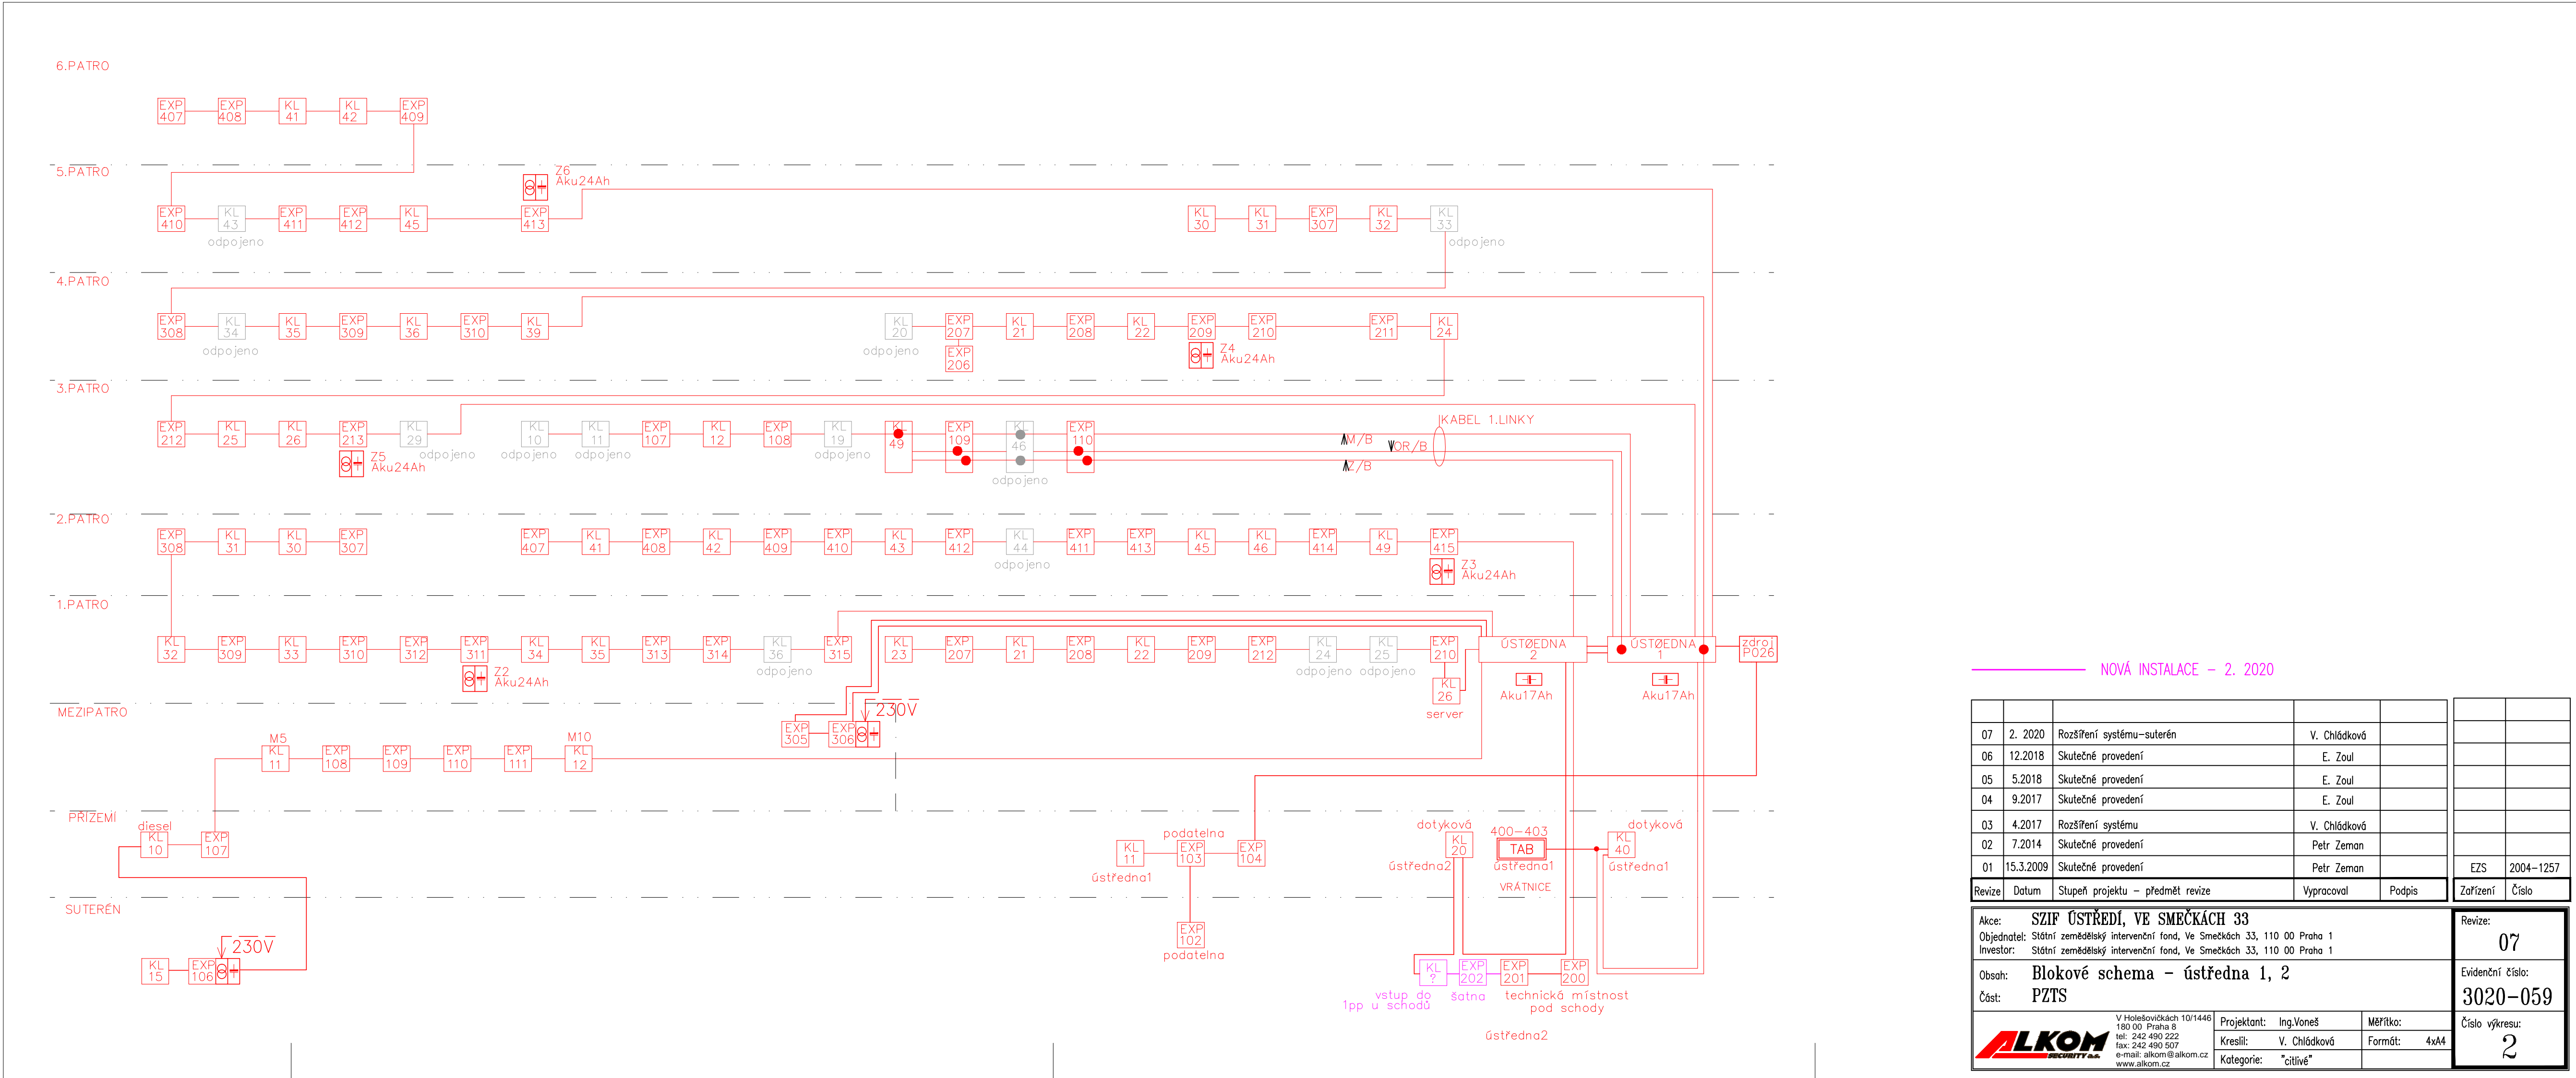 6.PATRO
EXP 407
EXP 408
KL 41
KL 42
EXP 409
5.PATRO
Z6
Aku24Ah
EXP 410
KL 43
odpojeno
EXP 411
EXP 412
KL 45
EXP 413
KL 30
KL 31
EXP 307
KL 32
KL 33
odpojeno
4.PATRO
EXP 308
KL 34
odpojeno
KL 35
EXP 309
KL 36
EXP 310
KL 39
KL 20
odpojeno
EXP 207
EXP 206
KL 21
EXP 208
KL 22
EXP 209
Z4
Aku24Ah
EXP 210
EXP 211
KL 24
3.PATRO
EXP 212
KL 25
KL 26
EXP 213
Z5
Aku24Ah
KL 29
odpojeno
KL 10
odpojeno
KL 11
odpojeno
EXP 107
KL 12
EXP 108
KL 19
odpojeno
KL 49
EXP 109
KL 46
odpojeno
EXP 110
M/B
OR/B
Z/B
KABEL 1.LINKY
2.PATRO
EXP 308
KL 31
KL 30
EXP 307
EXP 407
KL 41
EXP 408
KL 42
EXP 409
EXP 410
KL 43
EXP 412
KL 44
odpojeno
EXP 411
EXP 413
KL 45
KL 46
EXP 414
KL 49
EXP 415
Z3
Aku24Ah
1.PATRO
KL 32
EXP 309
KL 33
EXP 310
EXP 312
EXP 311
Z2
Aku24Ah
KL 34
KL 35
EXP 313
EXP 314
KL 36
odpojeno
EXP 315
KL 23
EXP 207
KL 21
EXP 208
KL 22
EXP 209
EXP 212
KL 24
odpojeno
KL 25
odpojeno
EXP 210
KL 26
server
ÚSTØEDNA 2
Aku17Ah
ÚSTØEDNA 1
Aku17Ah
zdroj P026
MEZIPATRO
M5
KL 11
EXP 108
EXP 109
EXP 110
EXP 111
M10
KL 12
EXP 305
EXP 306
230V
PŘÍZEMÍ
diesel
KL 10
EXP 107
KL 11
ústředna1
podatelna
EXP 103
EXP 104
dotyková
KL 20
ústředna2
400-403
TAB
ústředna1
VRÁTNICE
dotyková
KL 40
ústředna1
SUTERÉN
230V
KL 15
EXP 106
EXP 102
podatelna
KL ?
vstup do
1pp u schodů
EXP 202
šatna
EXP 201
EXP 200
technická místnost
pod schody
ústředna2
NOVÁ INSTALACE - 2. 2020
07 2. 2020 Rozšíření systému-suterén V. Chládková
06 12.2018 Skutečné provedení E. Zoul
05 5.2018 Skutečné provedení E. Zoul
04 9.2017 Skutečné provedení E. Zoul
03 4.2017 Rozšíření systému V. Chládková
02 7.2014 Skutečné provedení Petr Zeman
01 15.3.2009 Skutečné provedení Petr Zeman EZS 2004-1257
Revize Datum Stupeň projektu - předmět revize Vypracoval Podpis Zařízení Číslo
Akce: SZIF ÚSTŘEDÍ, VE SMEČKÁCH 33
Objednatel: Státní zemědělský intervenční fond, Ve Smečkách 33, 110 00 Praha 1
Investor: Státní zemědělský intervenční fond, Ve Smečkách 33, 110 00 Praha 1
Revize:
07
Obsah: Blokové schema - ústředna 1, 2
Část: PZTS
Evidenční číslo:
3020-059
ALKOM
SECURITY a.s.
V Holešovičkách 10/1446
180 00 Praha 8
tel: 242 490 222
fax: 242 490 507
e-mail: alkom@alkom.cz
www.alkom.cz
Projektant: Ing.Voneš
Kreslil: V. Chládková
Kategorie: "citlivé"
Měřítko:
Formát: 4xA4
Číslo výkresu:
2